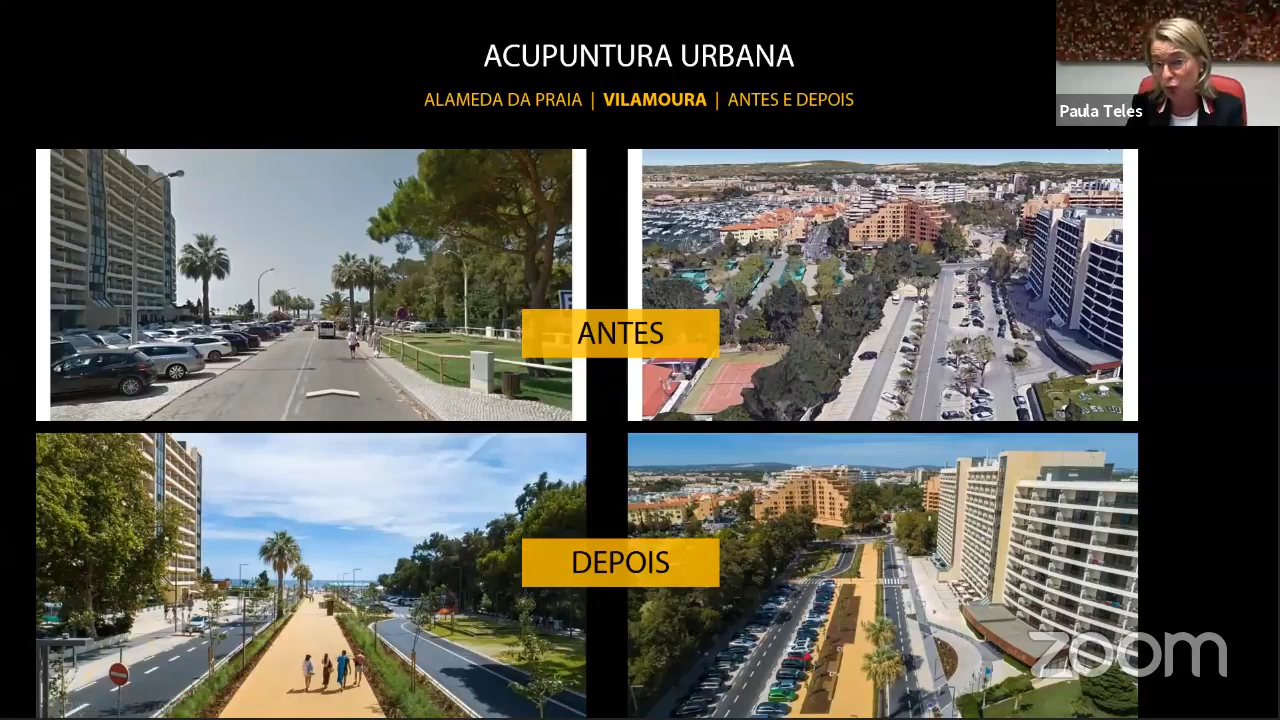 ACUPUNTURA URBANA
ALAMEDA DA PRAIA | VILAMOURA | ANTES E DEPOIS
Paula Teles
ANTES
DEPOIS
zoom